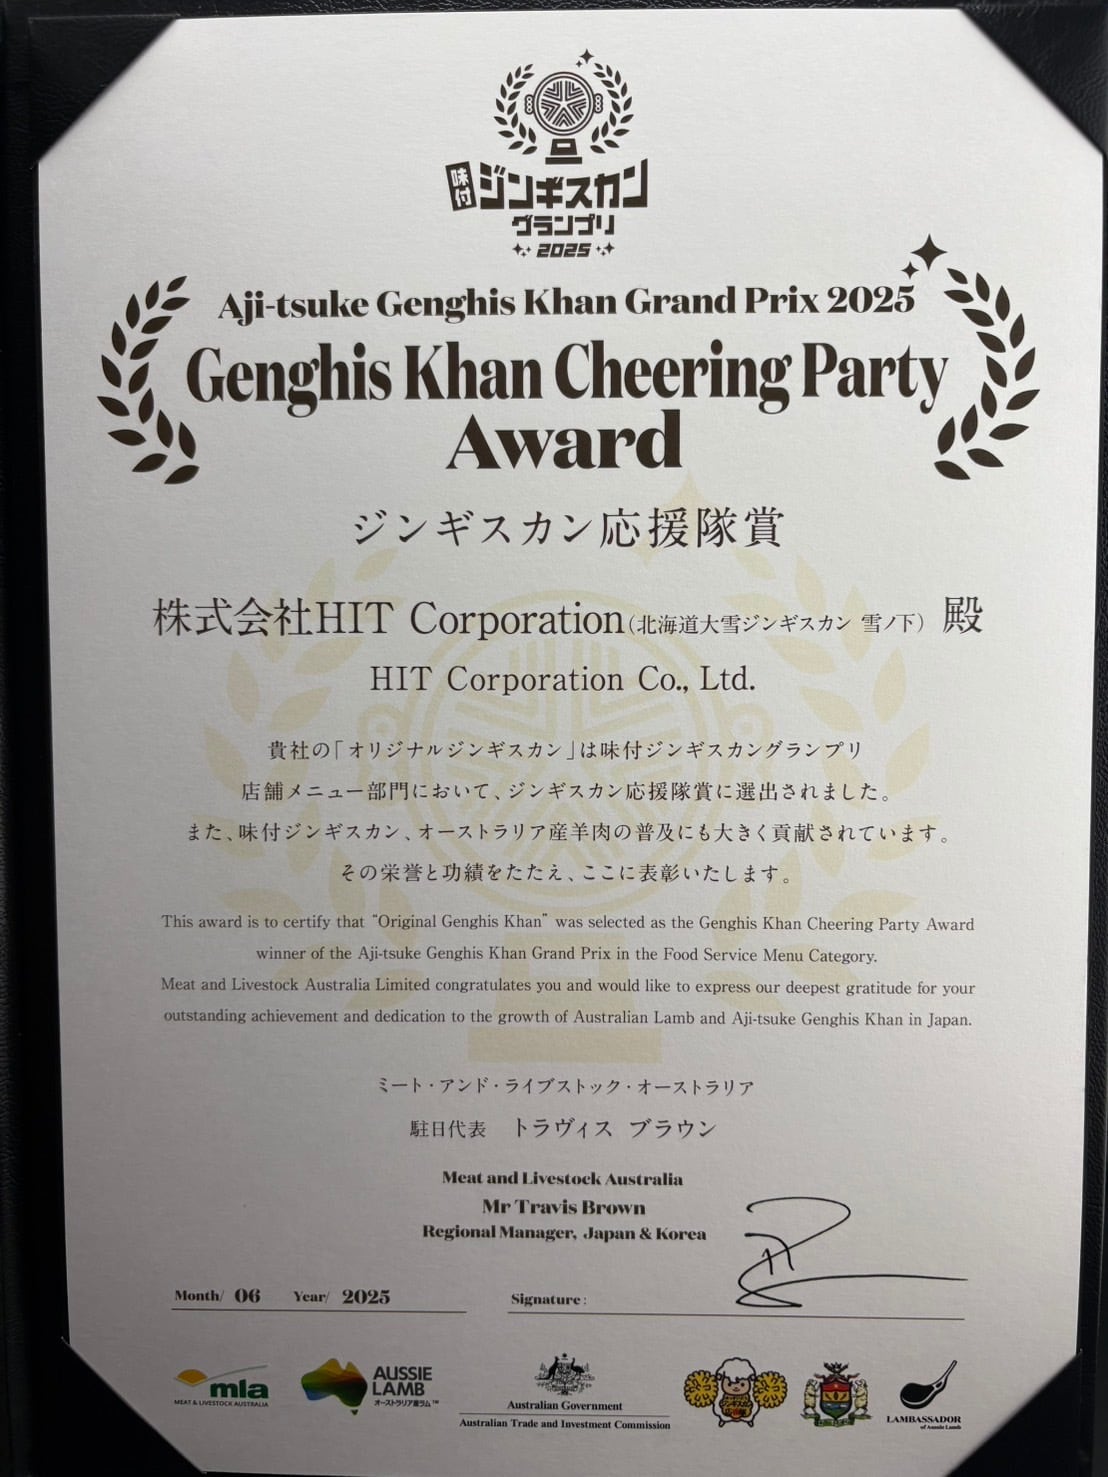 味付 ジンギスカン
グランプリ
2025
Aji-tsuke Genghis Khan Grand Prix 2025
Genghis Khan Cheering Party
Award
ジンギスカン応援隊賞
株式会社HIT Corporation(北海道大雪ジンギスカン 雪ノ下) 殿
HIT Corporation Co., Ltd.
貴社の「オリジナルジンギスカン」は味付ジンギスカングランプリ
店舗メニュー部門において、ジンギスカン応援隊賞に選出されました。
また、味付ジンギスカン、オーストラリア産羊肉の普及にも大きく貢献されています。
その栄誉と功績をたたえ、ここに表彰いたします。
This award is to certify that "Original Genghis Khan" was selected as the Genghis Khan Cheering Party Award
winner of the Aji-tsuke Genghis Khan Grand Prix in the Food Service Menu Category.
Meat and Livestock Australia Limited congratulates you and would like to express our deepest gratitude for your
outstanding achievement and dedication to the growth of Australian Lamb and Aji-tsuke Genghis Khan in Japan.
ミート・アンド・ライブストック・オーストラリア
駐日代表 トラヴィス ブラウン
Meat and Livestock Australia
Mr Travis Brown
Regional Manager, Japan & Korea
Month/ 06 Year/ 2025 Signature:
mla
MEAT & LIVESTOCK AUSTRALIA
AUSSIE
LAMB
オーストラリア産ラム™
Australian Government
Australian Trade and Investment Commission
ジンギスカン
LAMBASSADOR
of Aussie Lamb